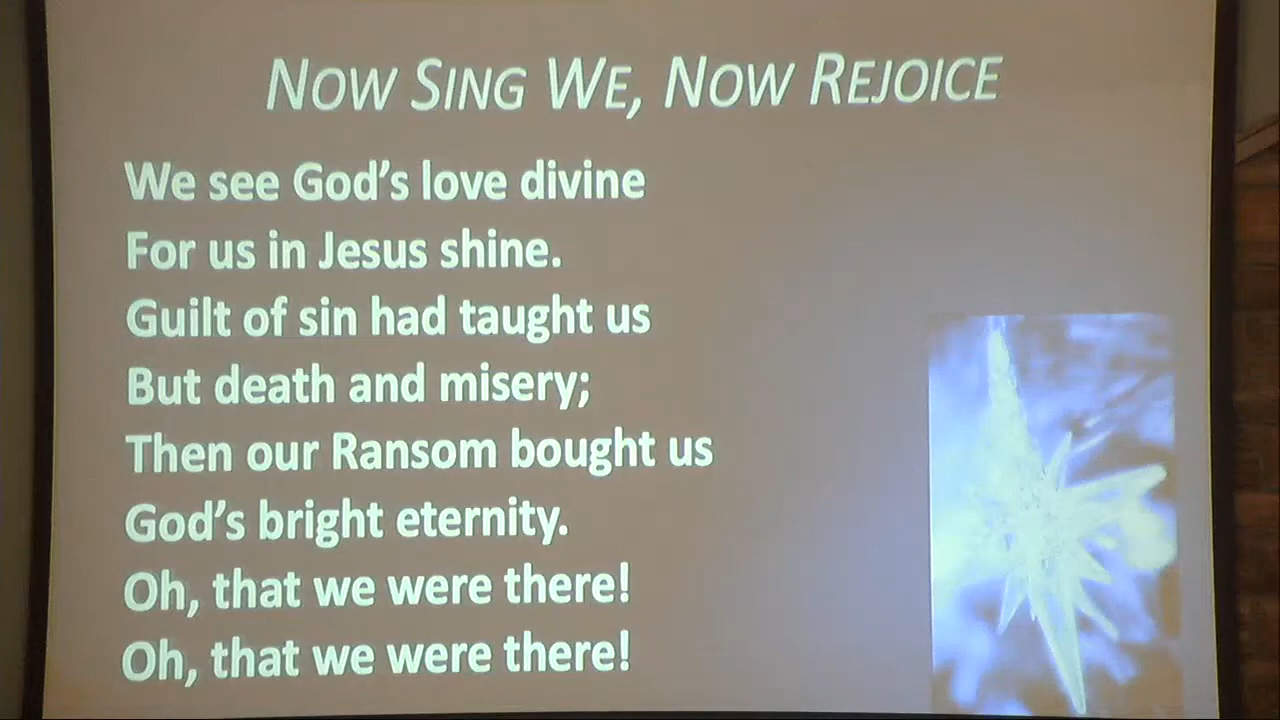 NOW SING WE, NOW REJOICE
We see God's love divine
For us in Jesus shine.
Guilt of sin had taught us
But death and misery;
Then our Ransom bought us
God's bright eternity.
Oh, that we were there!
Oh, that we were there!